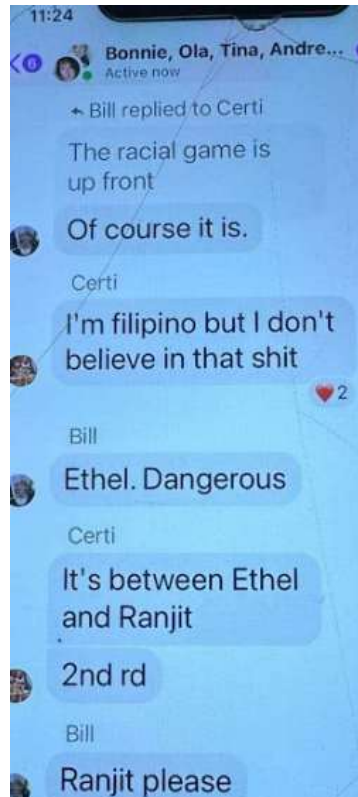 11:24
6
Bonnie, Ola, Tina, Andre...
Active now
Bill replied to Certi
The racial game is
up front
Of course it is.
Certi
I'm filipino but I don't
believe in that shit
2
Bill
Ethel. Dangerous
Certi
It's between Ethel
and Ranjit
2nd rd
Bill
Ranjit please